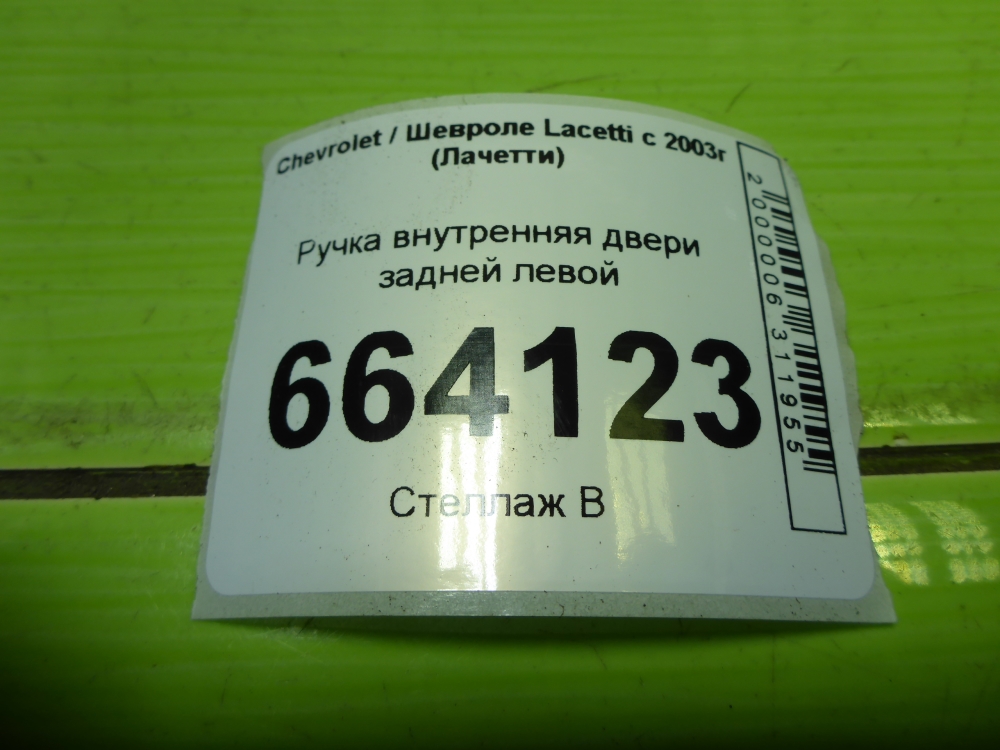 Chevrolet / Шевроле Lacetti с 2003г
(Лачетти)
Ручка внутренняя двери
задней левой
664123
Стеллаж B
2000006311955